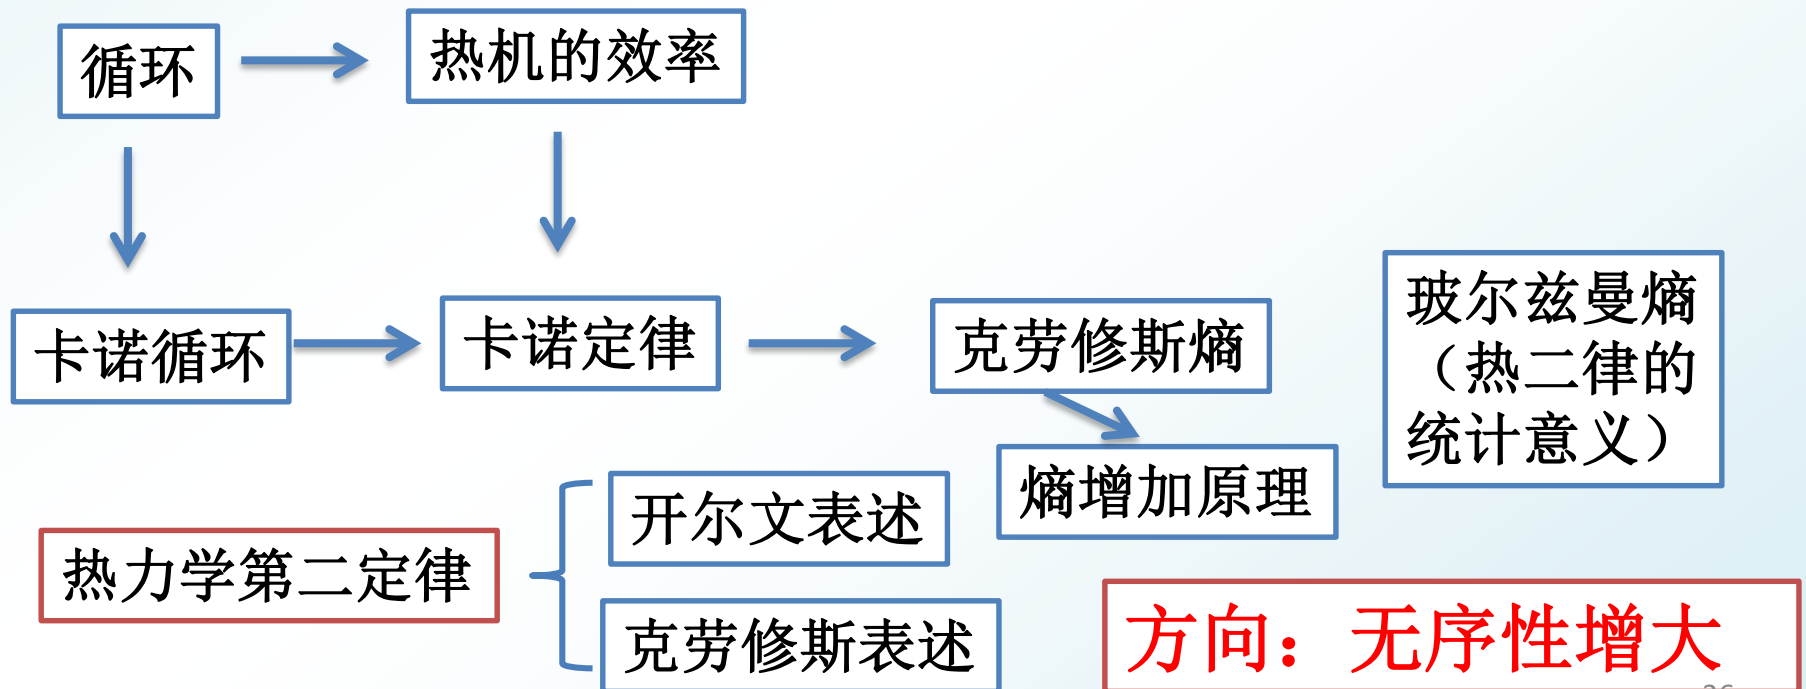 循环
热机的效率
卡诺循环
卡诺定律
克劳修斯熵
玻尔兹曼熵
（热二律的
统计意义）
熵增加原理
热力学第二定律
开尔文表述
克劳修斯表述
方向：无序性增大